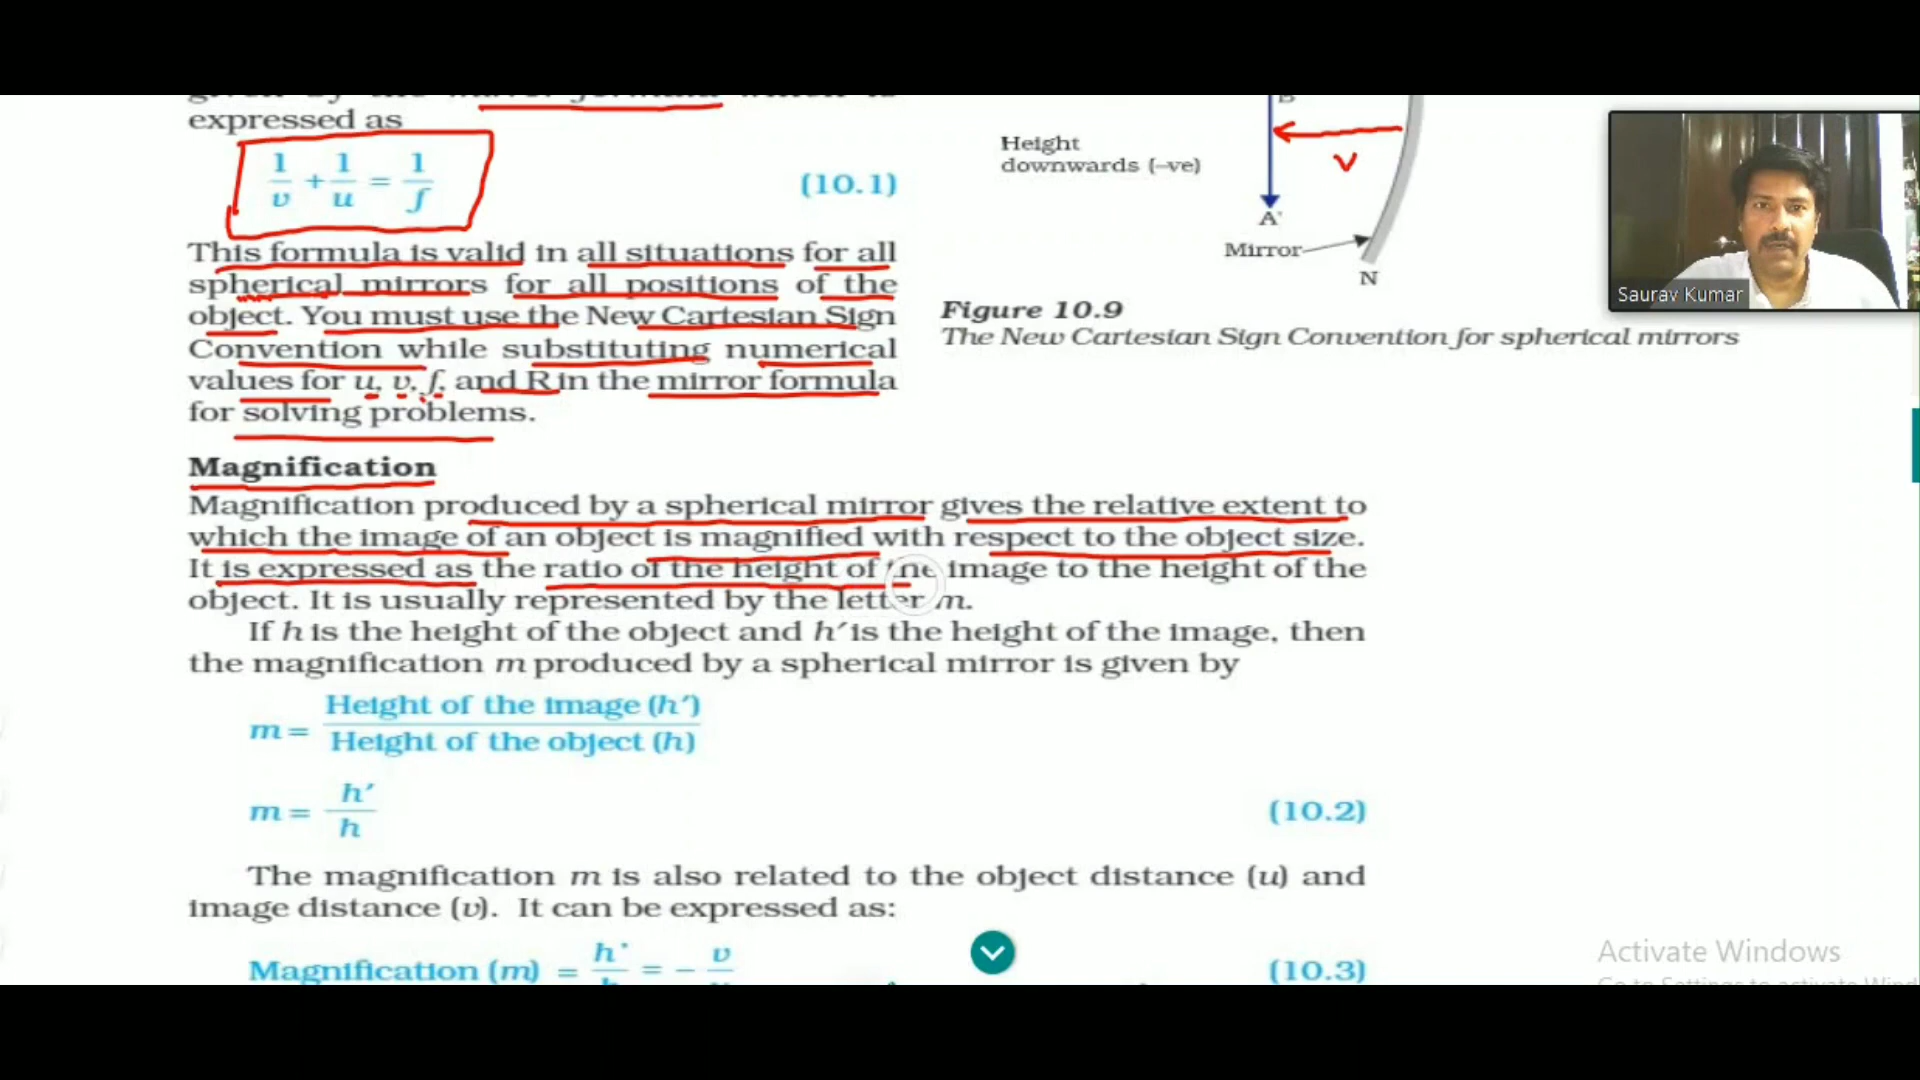 expressed as
1/v + 1/u = 1/f (10.1)
This formula is valid in all situations for all
spherical mirrors for all positions of the
object. You must use the New Cartesian Sign
Convention while substituting numerical
values for u, v, f, and R in the mirror formula
for solving problems.
Height
downwards (–ve)
v
A'
Mirror
N
Figure 10.9
The New Cartesian Sign Convention for spherical mirrors
Saurav Kumar
Magnification
Magnification produced by a spherical mirror gives the relative extent to
which the image of an object is magnified with respect to the object size.
It is expressed as the ratio of the height of the image to the height of the
object. It is usually represented by the letter m.
If h is the height of the object and h′ is the height of the image, then
the magnification m produced by a spherical mirror is given by
m = Height of the image (h′) / Height of the object (h)
m = h′ / h (10.2)
The magnification m is also related to the object distance (u) and
image distance (v). It can be expressed as:
Magnification (m) = h' / h = – v (10.3)
Activate Windows